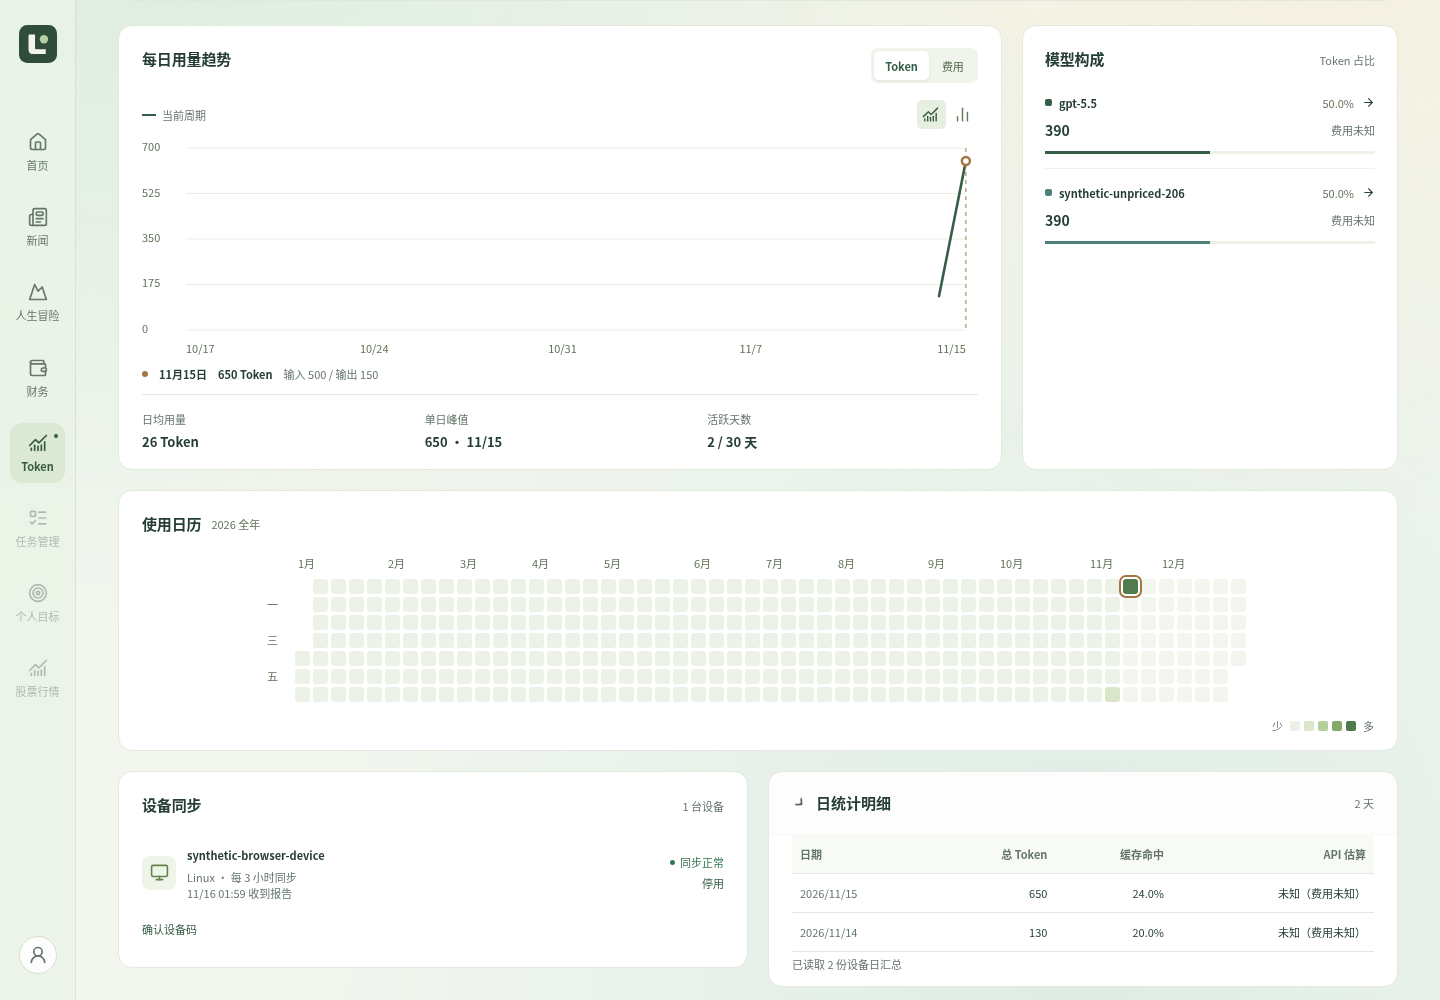 首页
新闻
人生冒险
财务
Token
任务管理
个人目标
股票行情
每日用量趋势
Token
费用
当前周期
700
525
350
175
0
10/17
10/24
10/31
11/7
11/15
11月15日 650 Token 输入 500 / 输出 150
日均用量
26 Token
单日峰值
650 · 11/15
活跃天数
2 / 30 天
模型构成
Token 占比
gpt-5.5
50.0%
390
费用未知
synthetic-unpriced-206
50.0%
390
费用未知
使用日历 2026 全年
1月 2月 3月 4月 5月 6月 7月 8月 9月 10月 11月 12月
一
三
五
少
多
设备同步
1 台设备
synthetic-browser-device
Linux · 每 3 小时同步
11/16 01:59 收到报告
同步正常
停用
确认设备码
日统计明细
2 天
日期 总 Token 缓存命中 API 估算
2026/11/15 650 24.0% 未知（费用未知）
2026/11/14 130 20.0% 未知（费用未知）
已读取 2 份设备日汇总